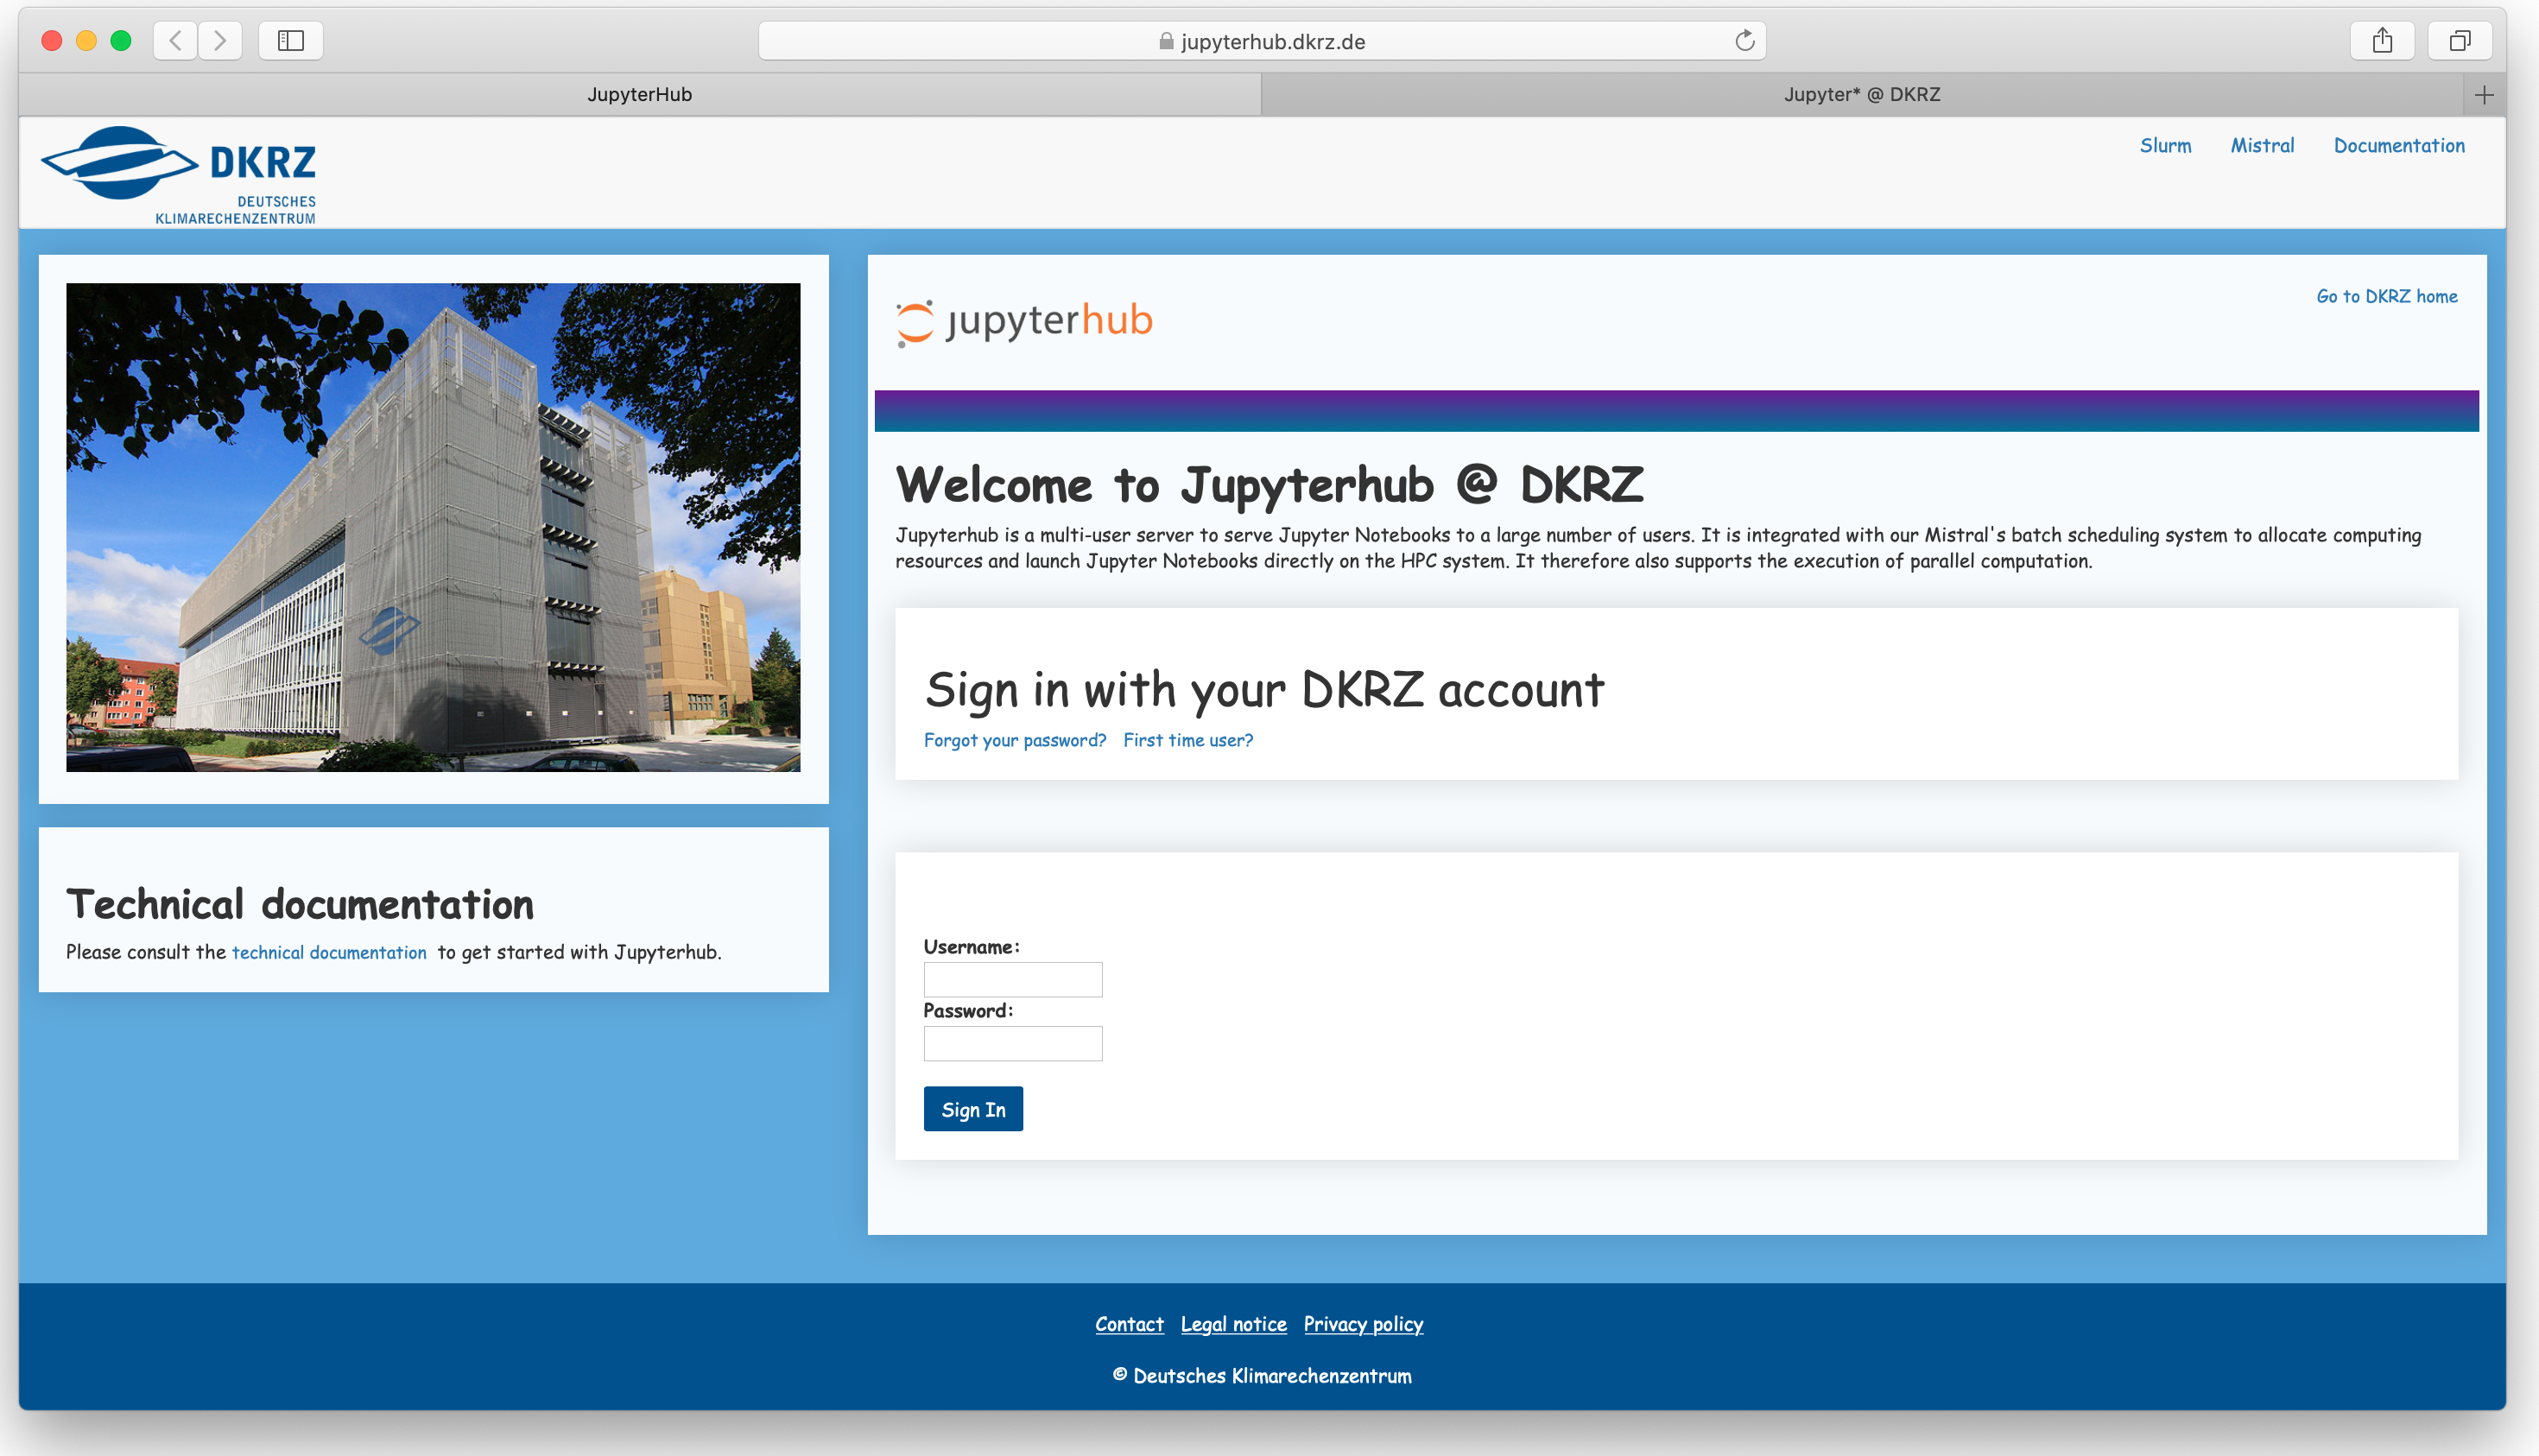 jupyterhub.dkrz.de
JupyterHub
Jupyter* @ DKRZ
DKRZ
DEUTSCHES
KLIMARECHENZENTRUM
Slurm Mistral Documentation
Technical documentation
Please consult the technical documentation to get started with Jupyterhub.
jupyterhub
Go to DKRZ home
Welcome to Jupyterhub @ DKRZ
Jupyterhub is a multi-user server to serve Jupyter Notebooks to a large number of users. It is integrated with our Mistral's batch scheduling system to allocate computing
resources and launch Jupyter Notebooks directly on the HPC system. It therefore also supports the execution of parallel computation.
Sign in with your DKRZ account
Forgot your password? First time user?
Username:
Password:
Sign In
Contact Legal notice Privacy policy
© Deutsches Klimarechenzentrum